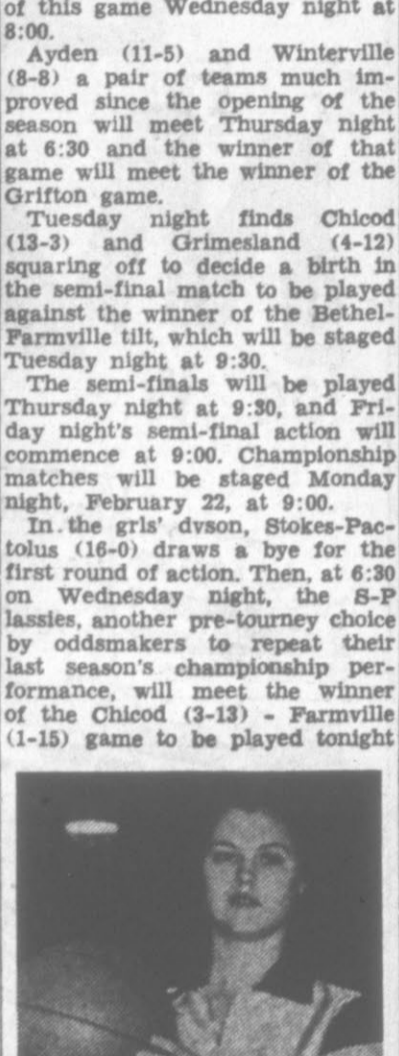 of this game Wednesday night at
8:00.
Ayden (11-5) and Winterville
(8-8) a pair of teams much im-
proved since the opening of the
season will meet Thursday night
at 6:30 and the winner of that
game will meet the winner of the
Grifton game.
Tuesday night finds Chicod
(13-3) and Grimesland (4-12)
squaring off to decide a birth in
the semi-final match to be played
against the winner of the Bethel-
Farmville tilt, which will be staged
Tuesday night at 9:30.
The semi-finals will be played
Thursday night at 9:30, and Fri-
day night's semi-final action will
commence at 9:00. Championship
matches will be staged Monday
night, February 22, at 9:00.
In the grls' dvson, Stokes-Pac-
tolus (16-0) draws a bye for the
first round of action. Then, at 6:30
on Wednesday night, the S-P
lassies, another pre-tourney choice
by oddsmakers to repeat their
last season's championship per-
formance, will meet the winner
of the Chicod (3-13) - Farmville
(1-15) game to be played tonight